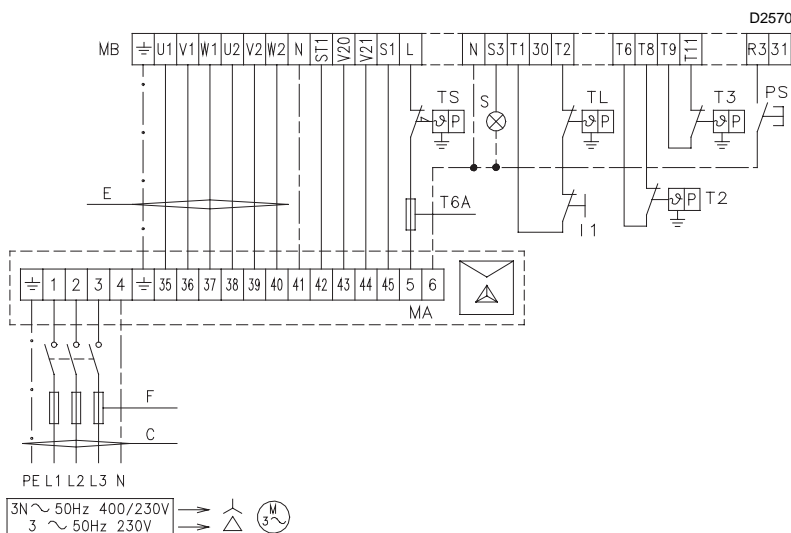 D2570
MB ⏚ U1 V1 W1 U2 V2 W2 N ST1 V20 V21 S1 L N S3 T1 30 T2 T6 T8 T9 T11 R3 31
TS S TL T3 PS
ϑ P ϑ P ϑ P
E T6A I1 ϑ P T2
⏚ 1 2 3 4 ⏚ 35 36 37 38 39 40 41 42 43 44 45 5 6
MA
F
C
PE L1 L2 L3 N
3N ~ 50Hz 400/230V
3 ~ 50Hz 230V
M
3~